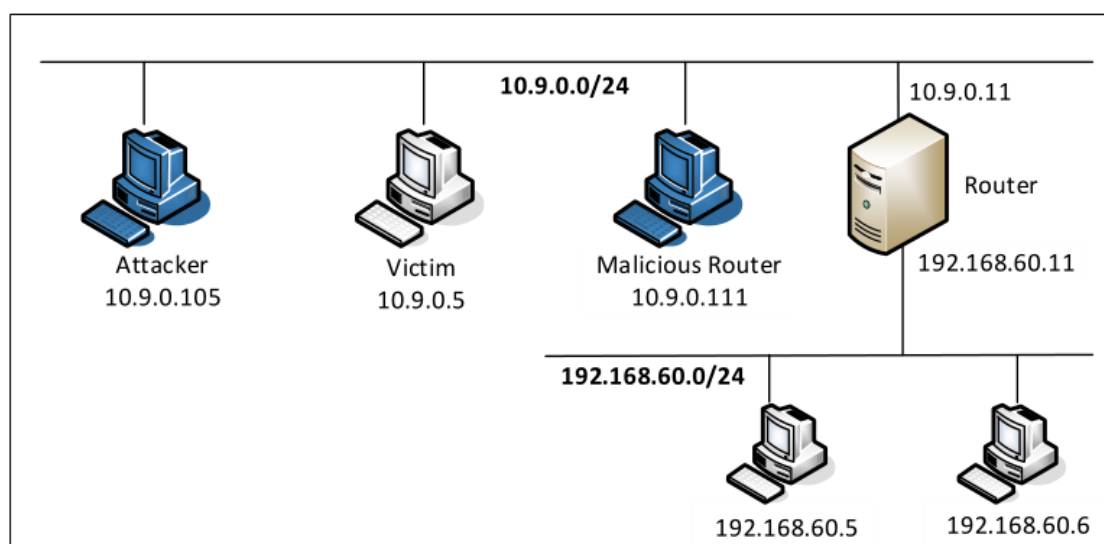 10.9.0.0/24
10.9.0.11
Router
192.168.60.11
Attacker
10.9.0.105
Victim
10.9.0.5
Malicious Router
10.9.0.111
192.168.60.0/24
192.168.60.5
192.168.60.6